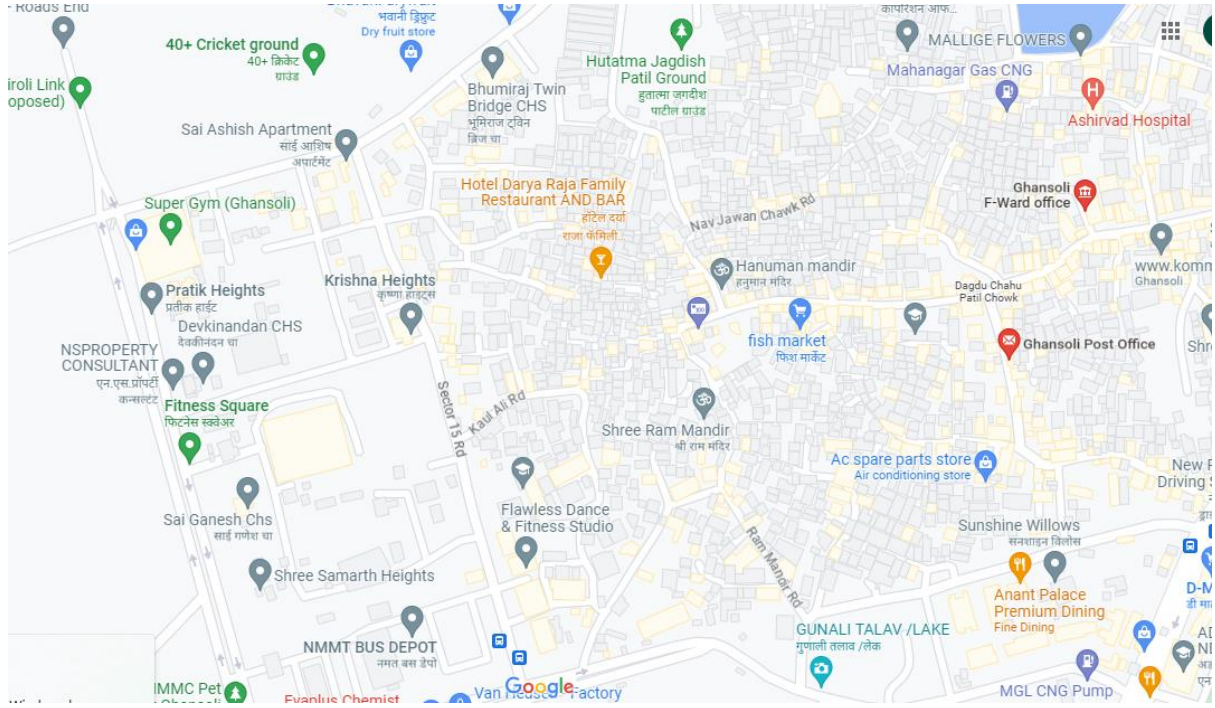 Roads End
40+ Cricket ground
40+ क्रिकेट
ग्राउंड
भवानी ड्रिफ्रुट
Dry fruit store
iroli Link
oposed)
Sai Ashish Apartment
साई आशिष
अपार्टमेंट
Bhumiraj Twin
Bridge CHS
भूमिराज ट्विन
ब्रिज चा
Hutatma Jagdish
Patil Ground
हुतात्मा जगदीश
पाटील ग्राउंड
कापोरेशन ऑफ...
MALLIGE FLOWERS
Mahanagar Gas CNG
Ashirvad Hospital
Super Gym (Ghansoli)
Hotel Darya Raja Family
Restaurant AND BAR
हॉटेल दर्या
राजा फॅमिली...
Nav Jawan Chawk Rd
Ghansoli
F-Ward office
Pratik Heights
प्रतीक हाईट
Krishna Heights
कृष्णा हाइट्स
Hanuman mandir
हनुमान मंदिर
www.komm
Ghansoli
Dagdu Chahu
Patil Chowk
Devkinandan CHS
देवकीनंदन चा
fish market
फिश मार्केट
Ghansoli Post Office
Shr
NSPROPERTY
CONSULTANT
एन.एस.प्रॉपर्टी
कन्सल्टंट
Fitness Square
फिटनेस स्क्वेअर
Sector 15 Rd
Kaul Ali Rd
Shree Ram Mandir
श्री राम मंदिर
Ac spare parts store
Air conditioning store
New
Driving
Sai Ganesh Chs
साई गणेश चा
Flawless Dance
& Fitness Studio
Sunshine Willows
सनशाइन विलोस
Ram Mandir Rd
Shree Samarth Heights
Anant Palace
Premium Dining
Fine Dining
D-M
डी मा
NMMT BUS DEPOT
नमत बस डेपो
GUNALI TALAV /LAKE
गुणाली तलाव /लेक
MMC Pet
Evaplus Chemist
Google
Factory
MGL CNG Pump